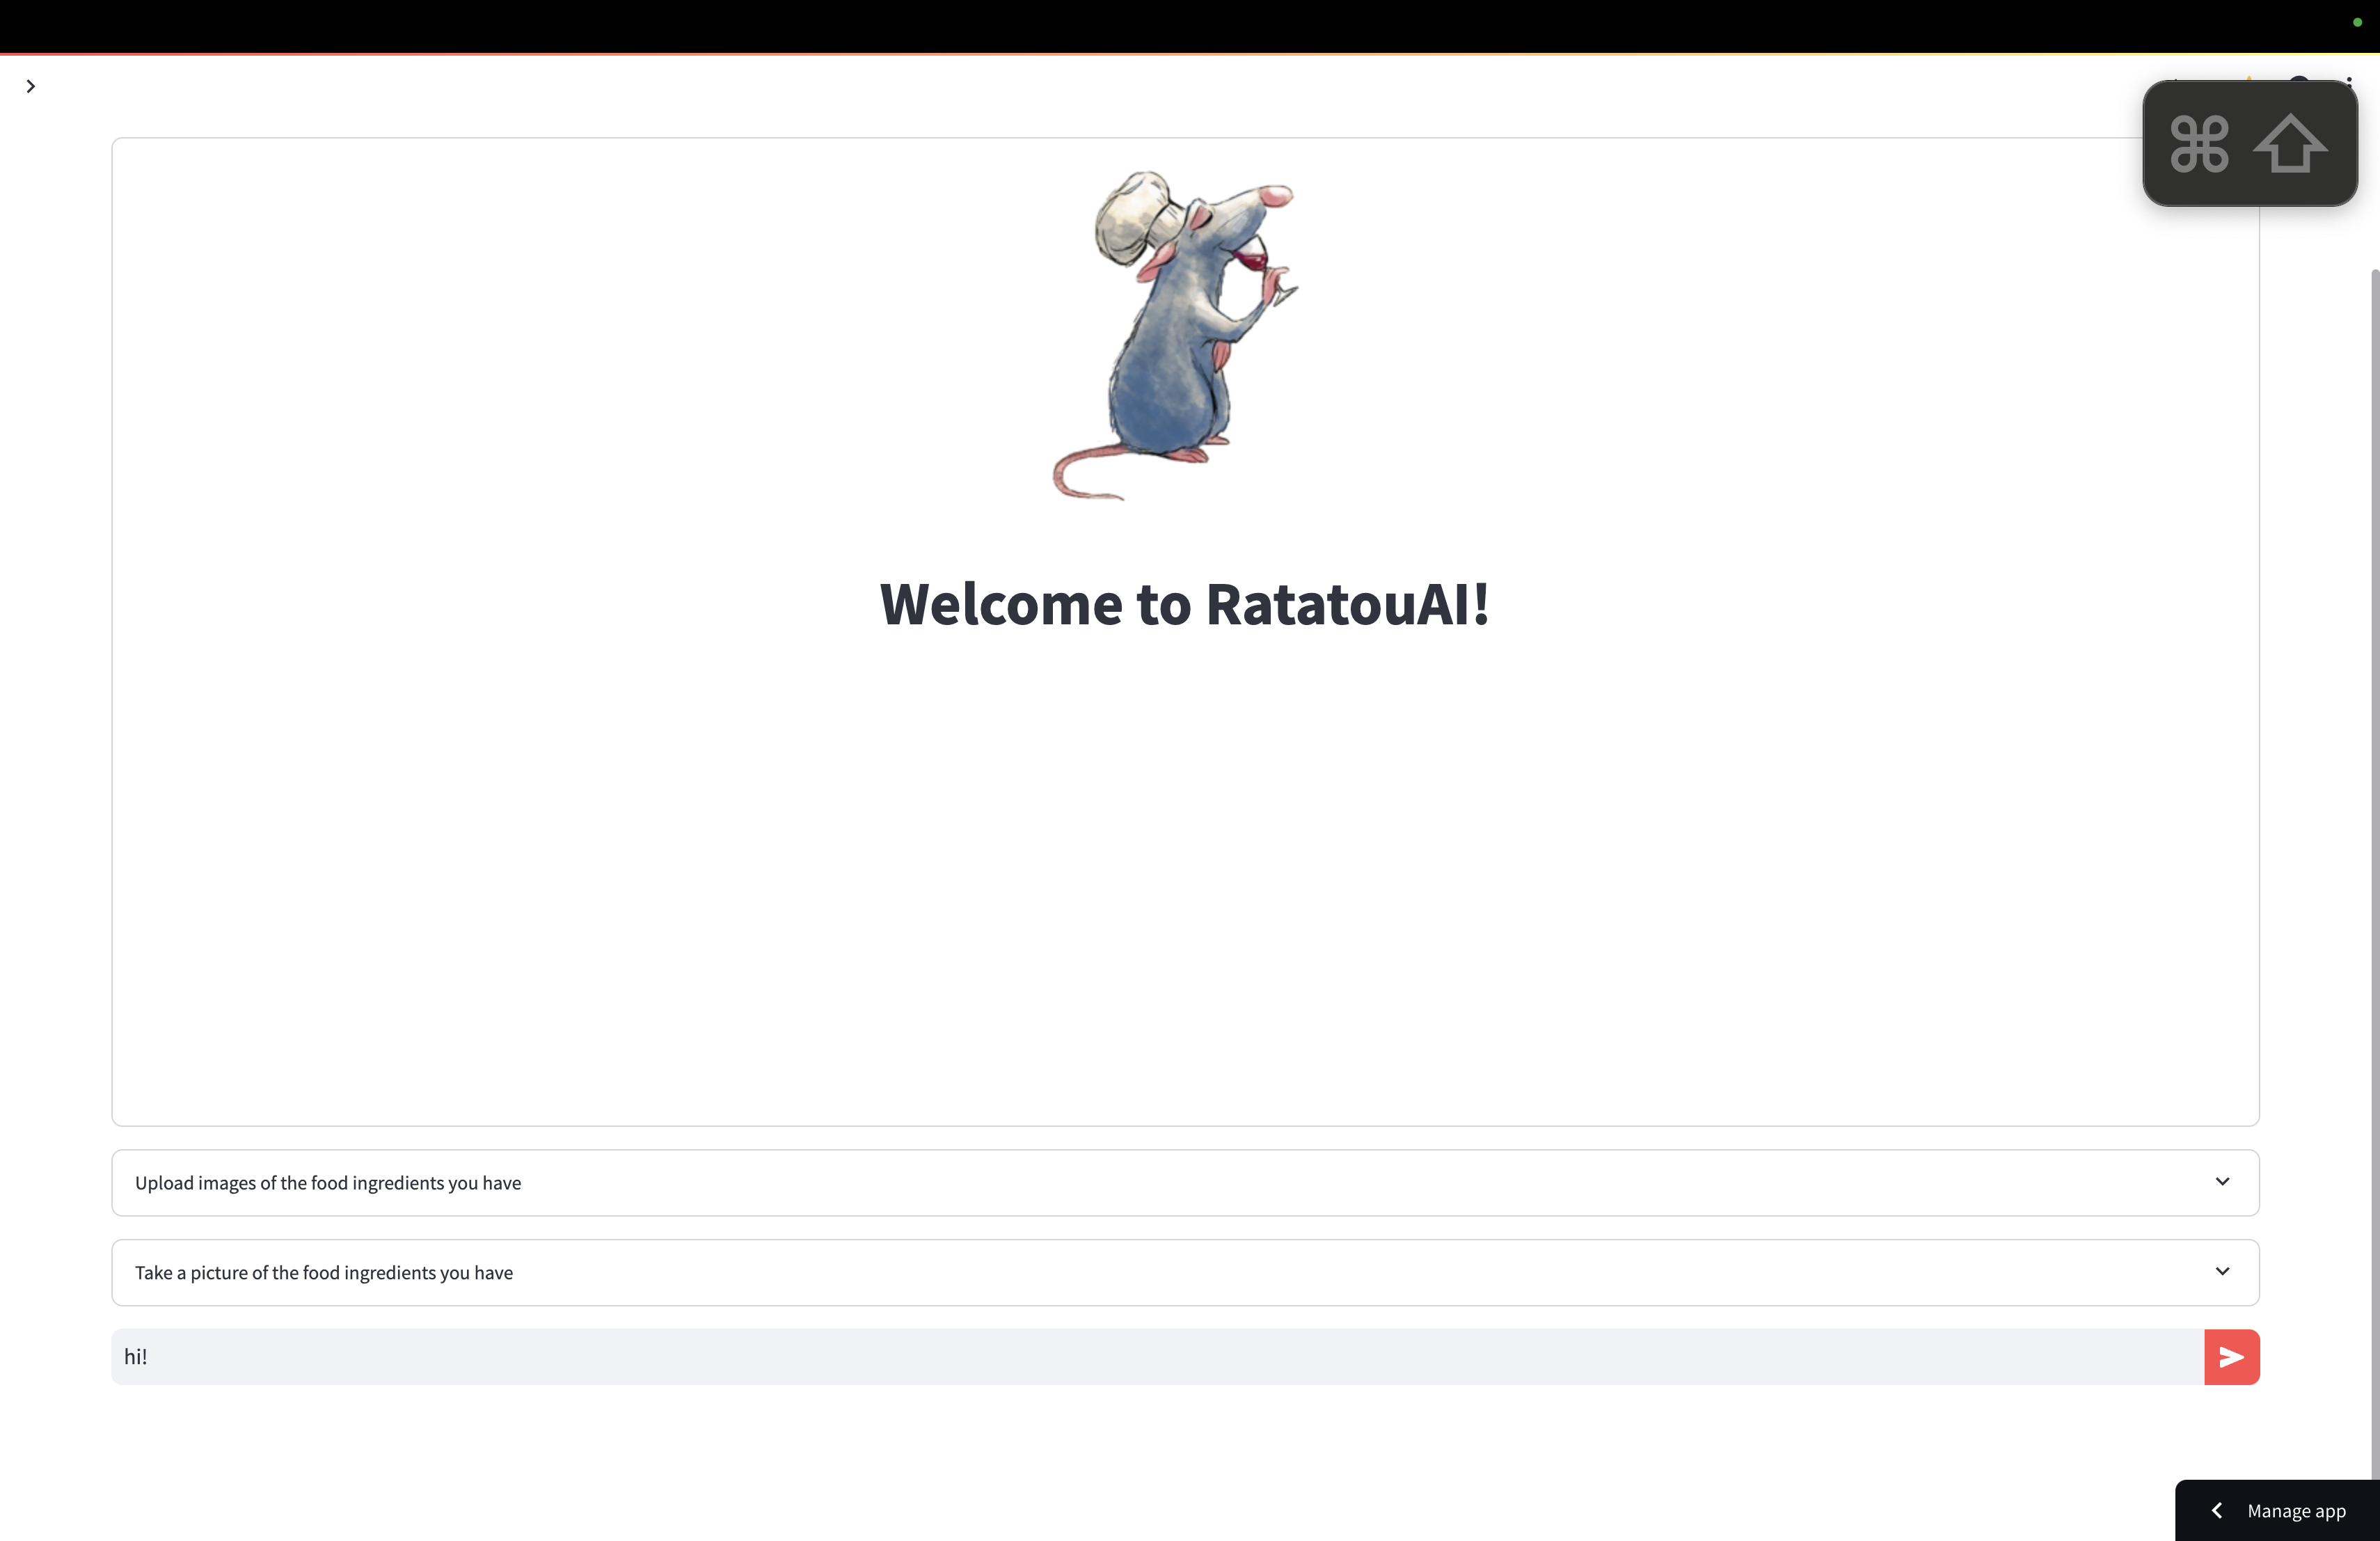 Welcome to RatatouAI!
Upload images of the food ingredients you have
Take a picture of the food ingredients you have
hi!
Manage app